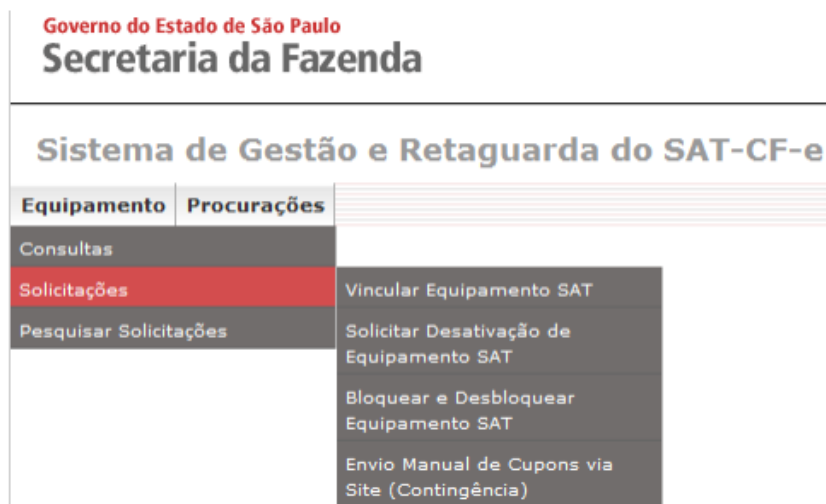 Governo do Estado de São Paulo
Secretaria da Fazenda
Sistema de Gestão e Retaguarda do SAT-CF-e
Equipamento Procurações
Consultas
Solicitações
Pesquisar Solicitações
Vincular Equipamento SAT
Solicitar Desativação de
Equipamento SAT
Bloquear e Desbloquear
Equipamento SAT
Envio Manual de Cupons via
Site (Contingência)